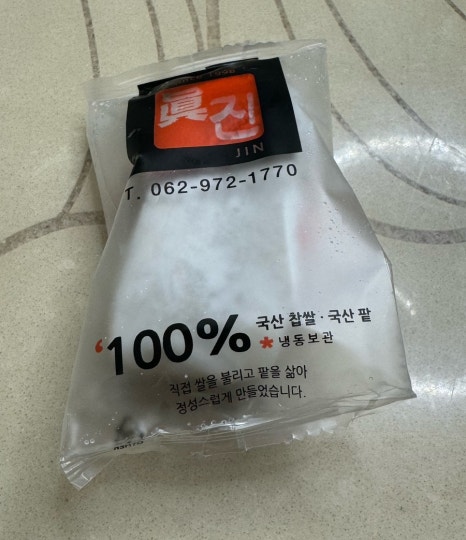 眞진
JIN
T. 062-972-1770
‘100% 국산 찹쌀 · 국산 팥
* 냉동보관
직접 쌀을 불리고 팥을 삶아
정성스럽게 만들었습니다.